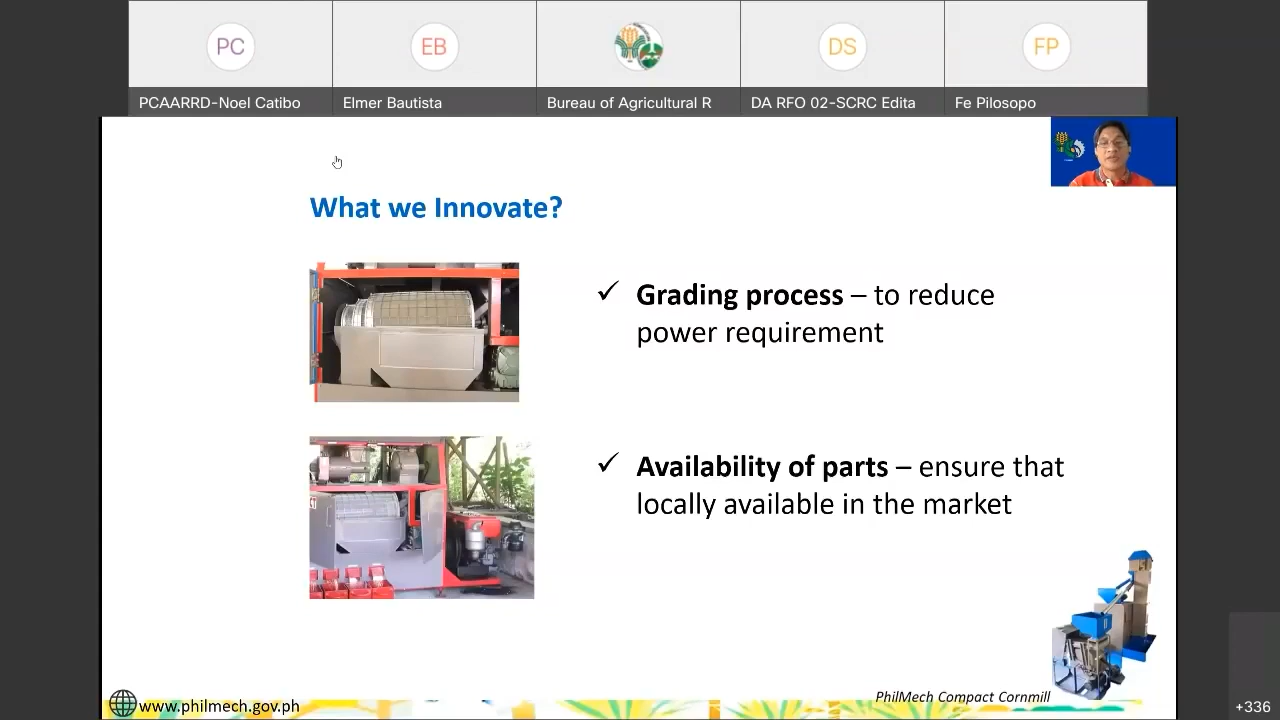 PC
EB
DS
FP
PCAARRD-Noel Catibo
Elmer Bautista
Bureau of Agricultural R
DA RFO 02-SCRC Edita
Fe Pilosopo
What we Innovate?
✓ Grading process – to reduce
power requirement
✓ Availability of parts – ensure that
locally available in the market
PhilMech Compact Cornmill
www.philmech.gov.ph
+336